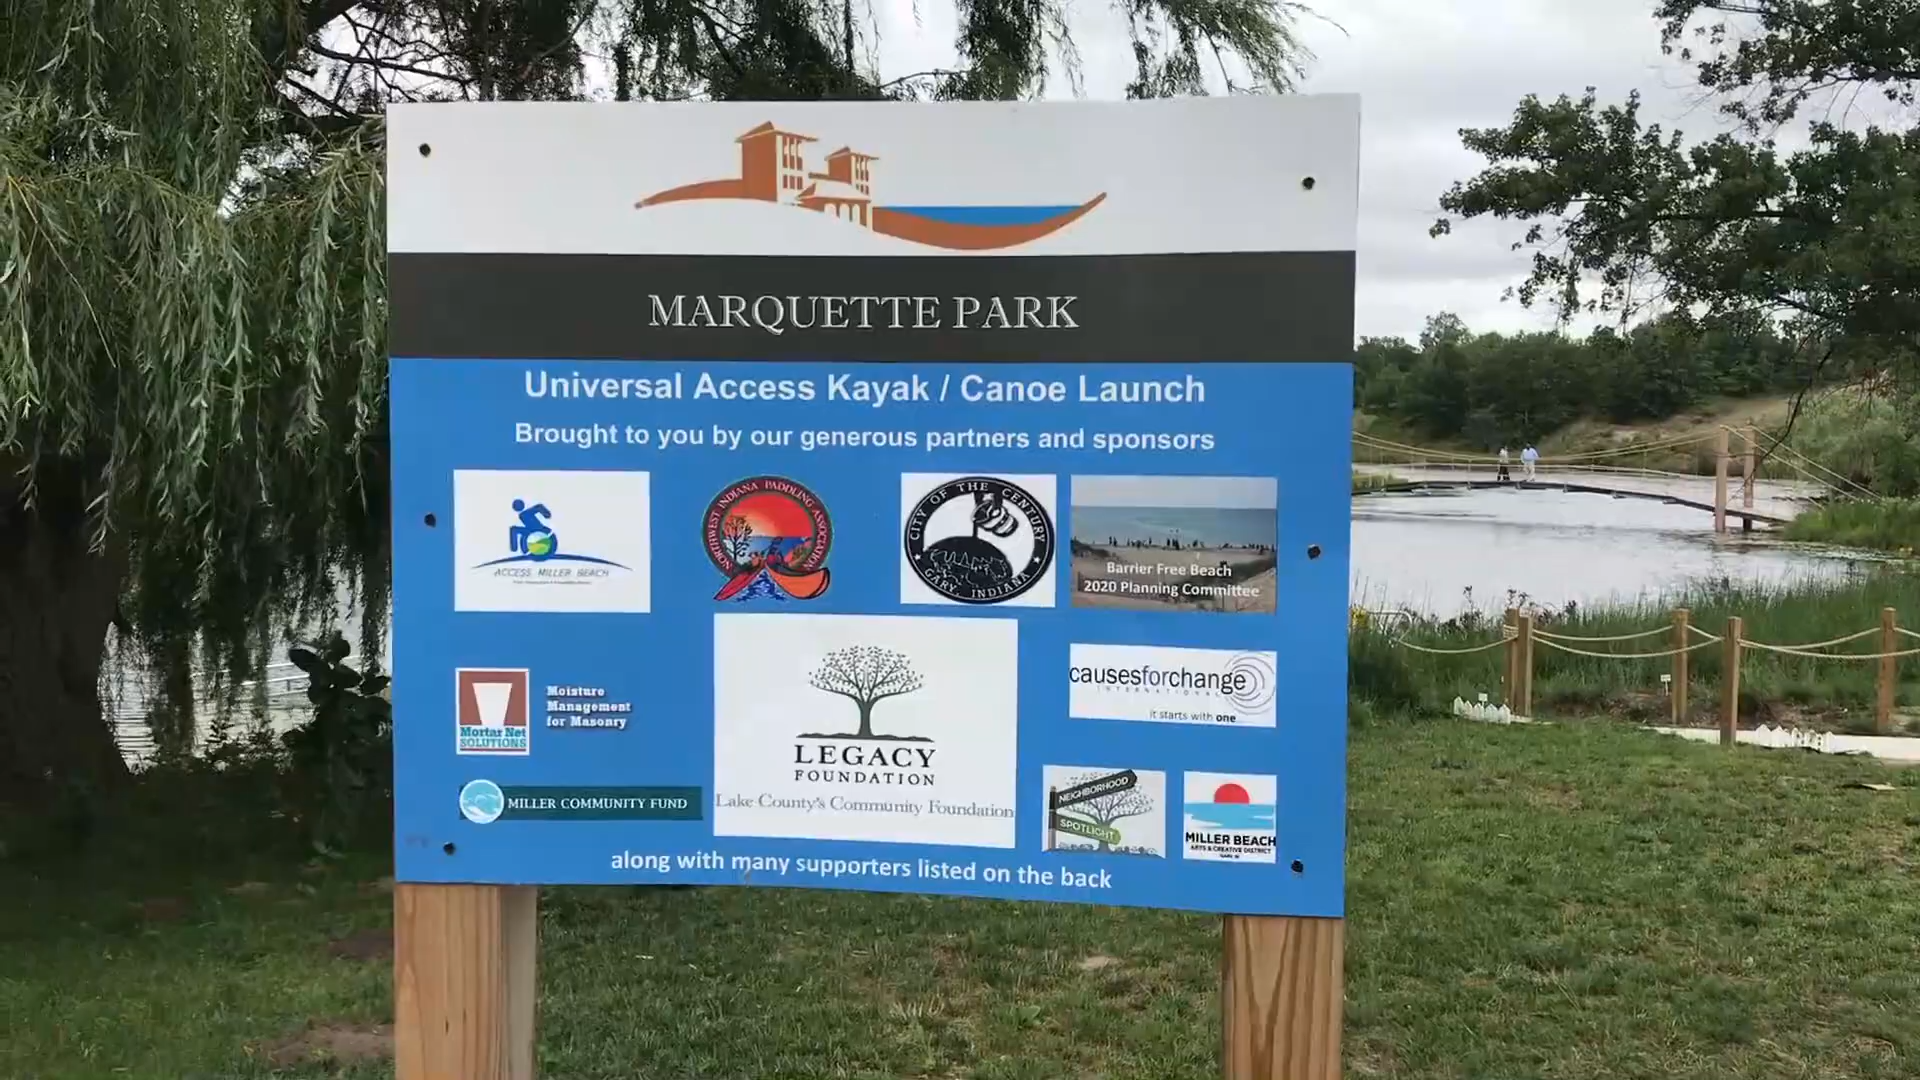 MARQUETTE PARK
Universal Access Kayak / Canoe Launch
Brought to you by our generous partners and sponsors
ACCESS MILLER BEACH
NORTHWEST INDIANA PADDLING ASSOCIATION
CITY OF THE CENTURY
GARY, INDIANA
Barrier Free Beach
2020 Planning Committee
Mortar Net
SOLUTIONS
Moisture
Management
for Masonry
LEGACY
FOUNDATION
Lake County's Community Foundation
causesforchange
INTERNATIONAL
it starts with one
MILLER COMMUNITY FUND
NEIGHBORHOOD
SPOTLIGHT
MILLER BEACH
ARTS & CREATIVE DISTRICT
along with many supporters listed on the back